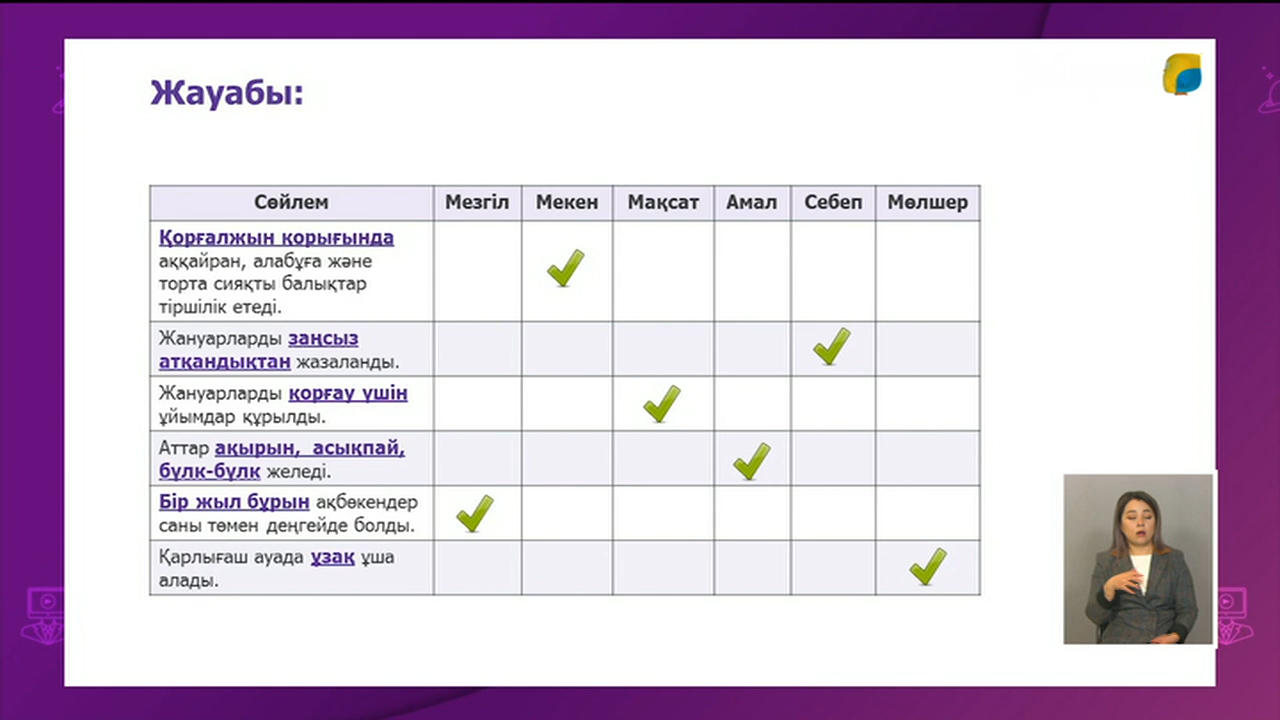 Жауабы:
Сөйлем Мезгіл Мекен Мақсат Амал Себеп Мөлшер
Қорғалжын қорығында
аққайран, алабұға және
торта сияқты балықтар
тіршілік етеді.
Жануарларды заңсыз
атқандықтан жазаланды.
Жануарларды қорғау үшін
ұйымдар құрылды.
Аттар ақырын, асықпай,
бүлк-бүлк желеді.
Бір жыл бұрын ақбөкендер
саны төмен деңгейде болды.
Қарлығаш ауада ұзақ ұша
алады.